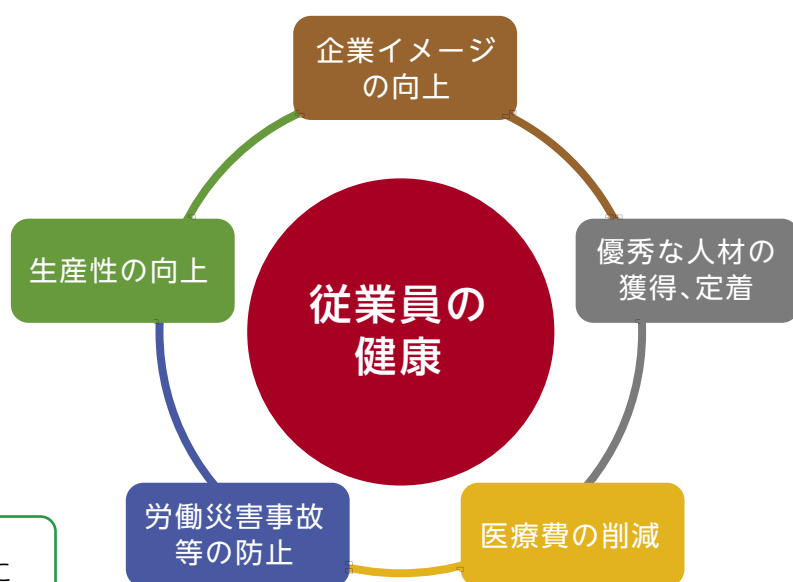 企業イメージ
の向上
優秀な人材の
獲得、定着
生産性の向上
従業員の
健康
労働災害事故
等の防止
医療費の削減
に